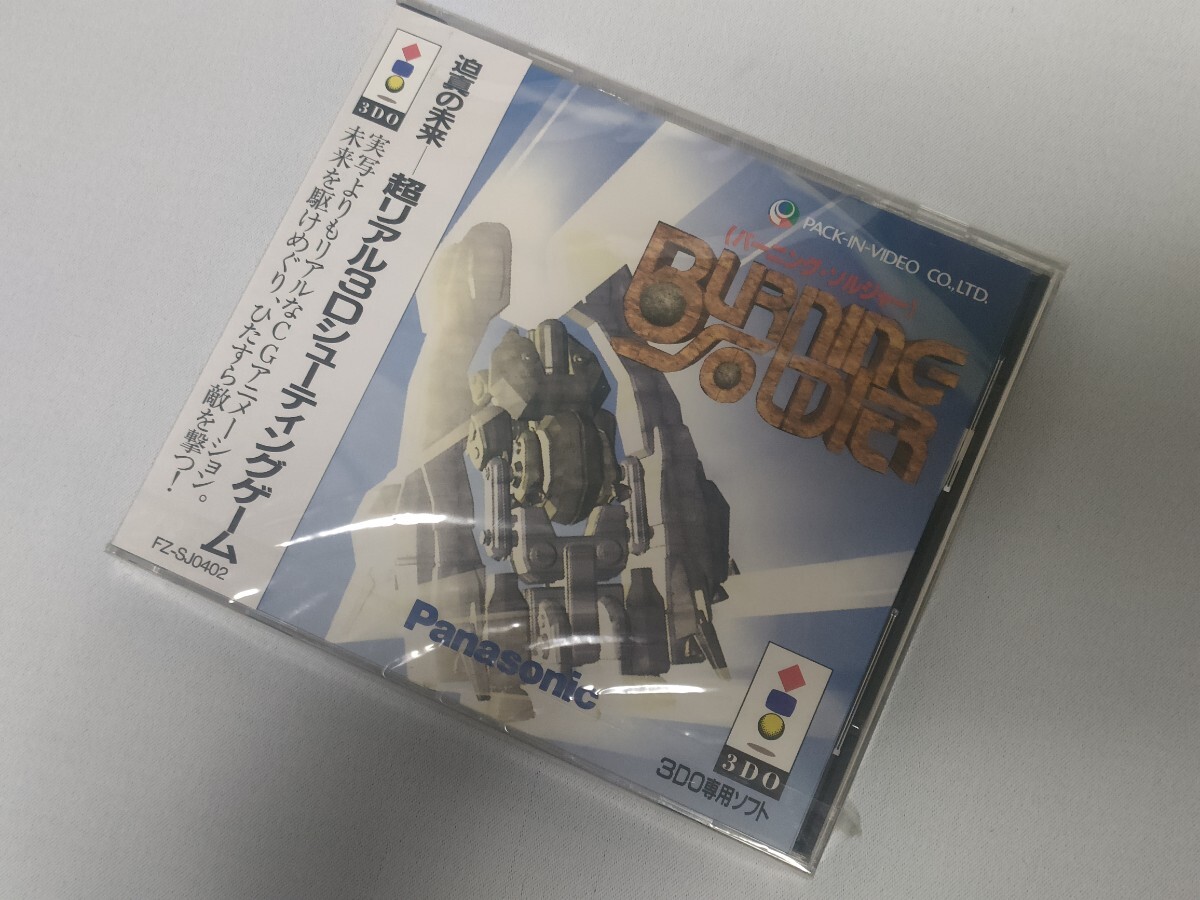 3DO
迫真の未来─超リアル3Dシューティングゲーム
実写よりもリアルなCGアニメーション。
未来を駆けめぐり、ひたすら敵を撃つ!
FZ-SJ0402
PACK-IN-VIDEO CO.,LTD.
(バーニング・ソルジャー)
BURNING
SOLDIER
Panasonic
3DO
3DO専用ソフト